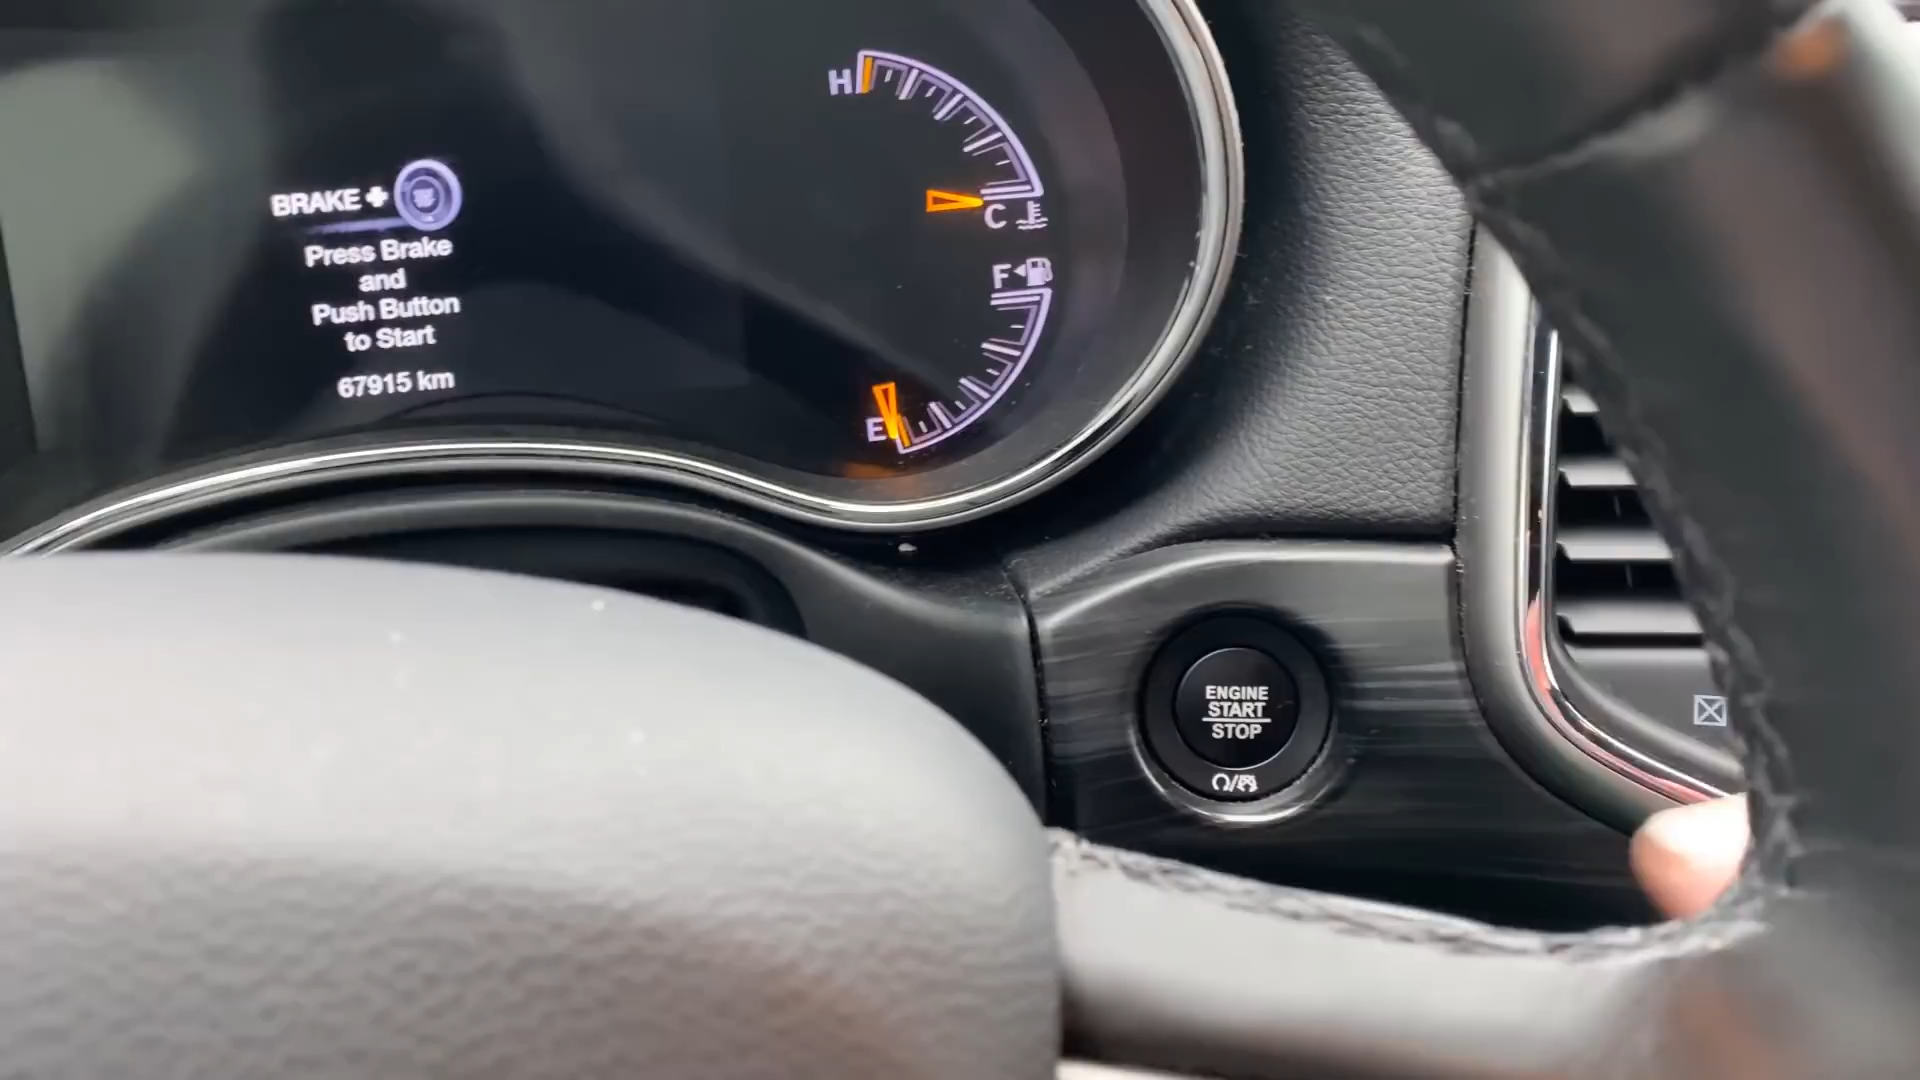 BRAKE +
Press Brake
and
Push Button
to Start
67915 km
H
C
F
E
ENGINE
START
STOP